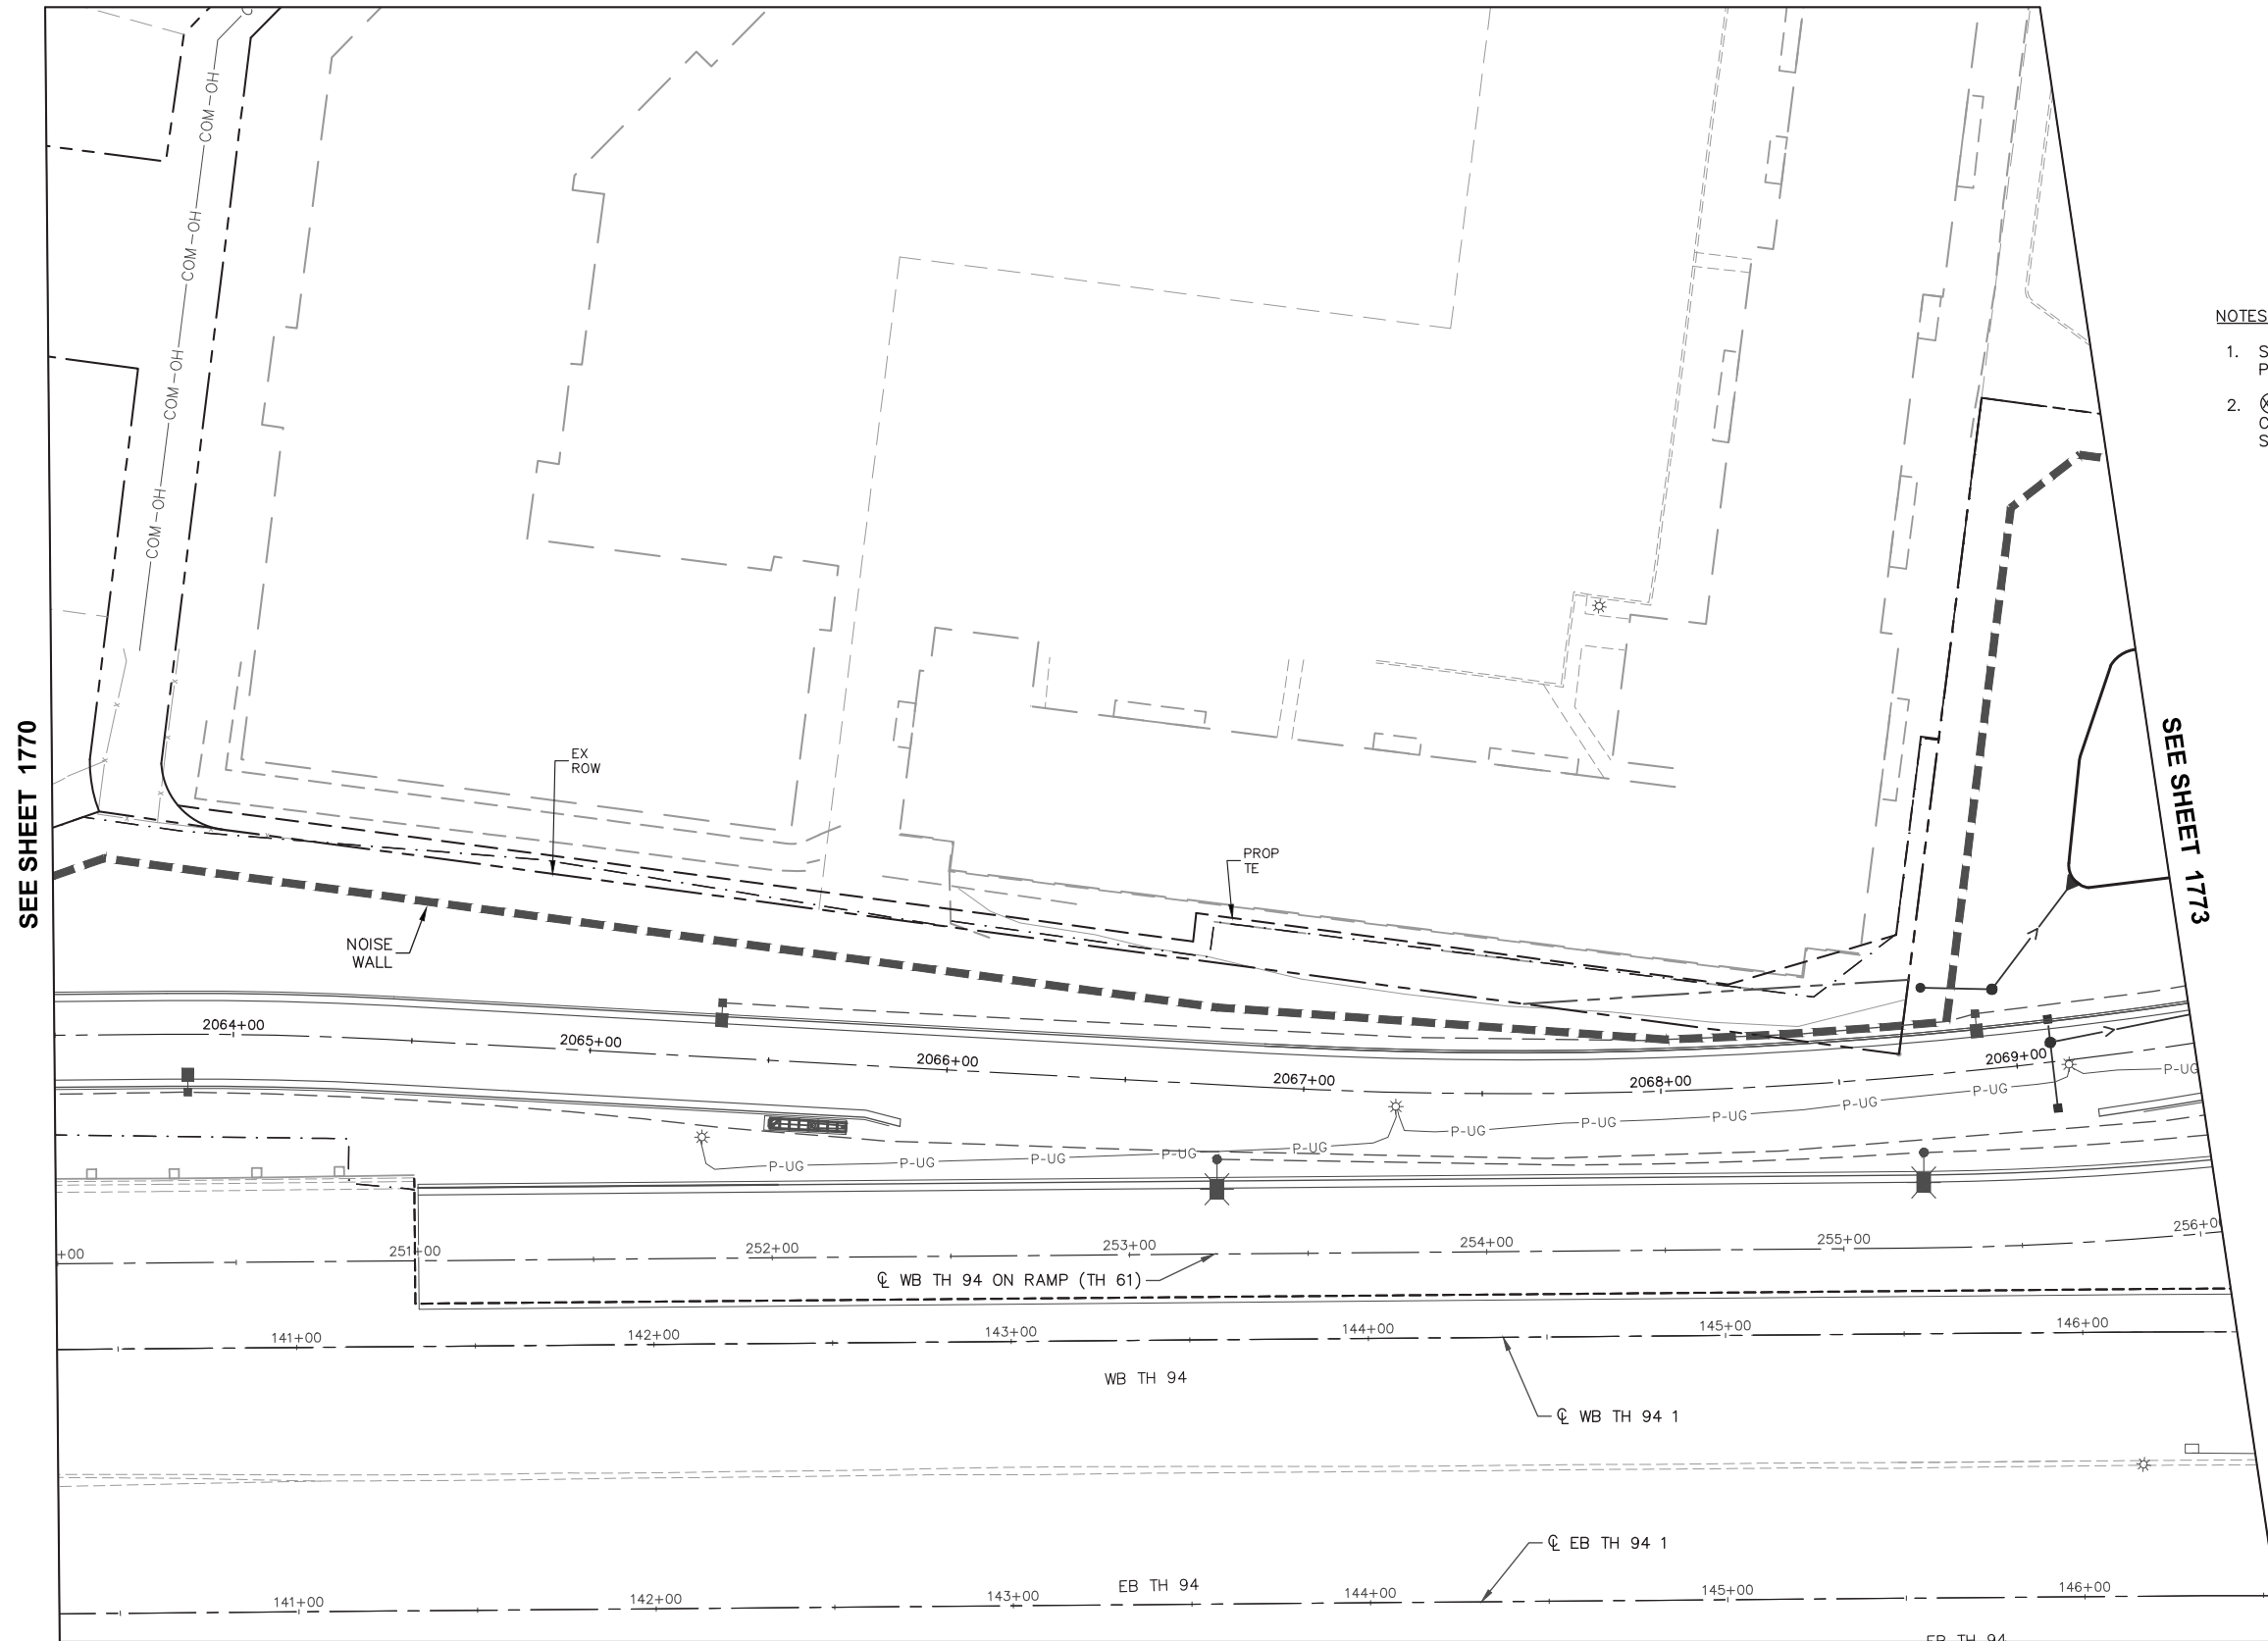 COM-OH
COM-OH
COM-OH
COM-OH
NOTES
1. S
P
2.
C
S
SEE SHEET 1770
SEE SHEET 1773
EX
ROW
PROP
TE
NOISE
WALL
2064+00
2065+00
2066+00
2067+00
2068+00
2069+00
P-UG
P-UG
P-UG
P-UG
P-UG
P-UG
P-UG
P-UG
P-UG
P-UG
P-UG
+00
251+00
252+00
253+00
254+00
255+00
256+0
℄ WB TH 94 ON RAMP (TH 61)
141+00
142+00
143+00
144+00
145+00
146+00
WB TH 94
℄ WB TH 94 1
℄ EB TH 94 1
EB TH 94
141+00
142+00
143+00
144+00
145+00
146+00
EB TH 94